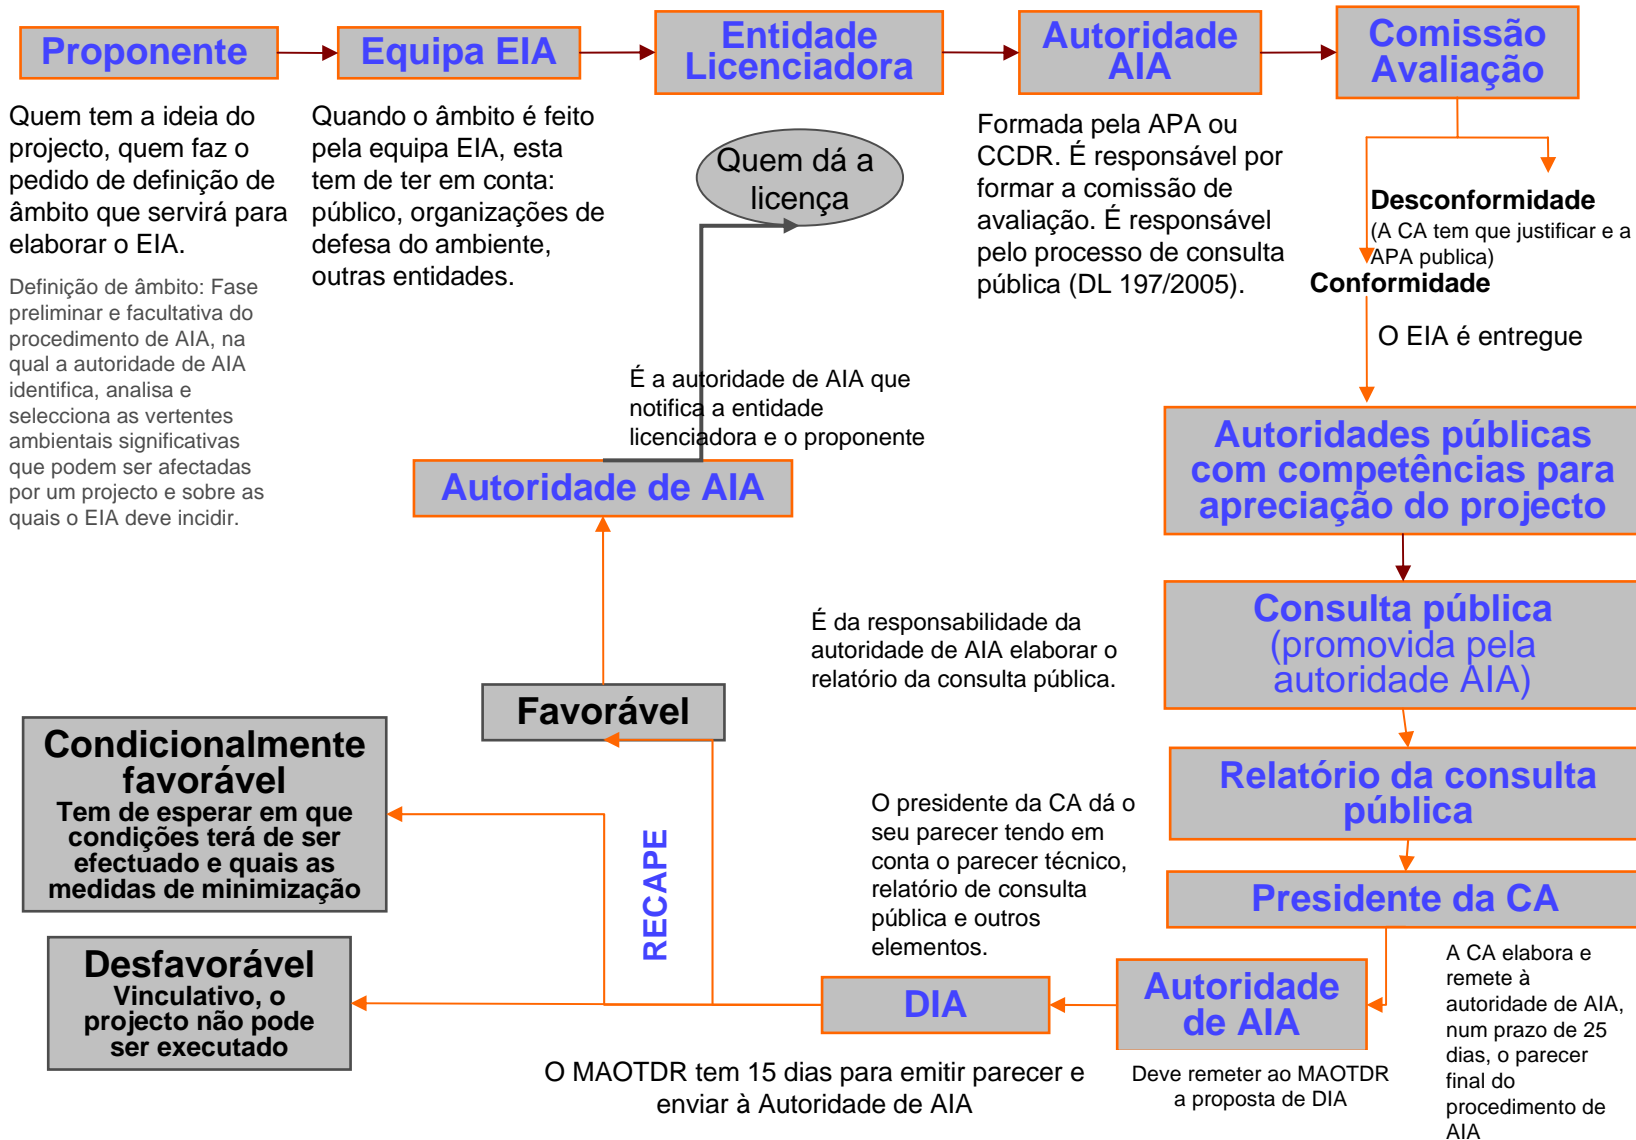 Proponente
Equipa EIA
Entidade
Licenciadora
Autoridade
AIA
Comissão
Avaliação
Quem tem a ideia do
projecto, quem faz o
pedido de definição de
âmbito que servirá para
elaborar o EIA.
Definição de âmbito: Fase
preliminar e facultativa do
procedimento de AIA, na
qual a autoridade de AIA
identifica, analisa e
selecciona as vertentes
ambientais significativas
que podem ser afectadas
por um projecto e sobre as
quais o EIA deve incidir.
Quando o âmbito é feito
pela equipa EIA, esta
tem de ter em conta:
público, organizações de
defesa do ambiente,
outras entidades.
Quem dá a
licença
Formada pela APA ou
CCDR. É responsável por
formar a comissão de
avaliação. É responsável
pelo processo de consulta
pública (DL 197/2005).
Desconformidade
(A CA tem que justificar e a
APA publica)
Conformidade
O EIA é entregue
É a autoridade de AIA que
notifica a entidade
licenciadora e o proponente
Autoridade de AIA
Autoridades públicas
com competências para
apreciação do projecto
Consulta pública
(promovida pela
autoridade AIA)
É da responsabilidade da
autoridade de AIA elaborar o
relatório da consulta pública.
Favorável
Condicionalmente
favorável
Tem de esperar em que
condições terá de ser
efectuado e quais as
medidas de minimização
Relatório da consulta
pública
O presidente da CA dá o
seu parecer tendo em
conta o parecer técnico,
relatório de consulta
pública e outros
elementos.
RECAPE
Presidente da CA
Desfavorável
Vinculativo, o
projecto não pode
ser executado
DIA
Autoridade
de AIA
A CA elabora e
remete à
autoridade de AIA,
num prazo de 25
dias, o parecer
final do
procedimento de
AIA
O MAOTDR tem 15 dias para emitir parecer e
enviar à Autoridade de AIA
Deve remeter ao MAOTDR
a proposta de DIA